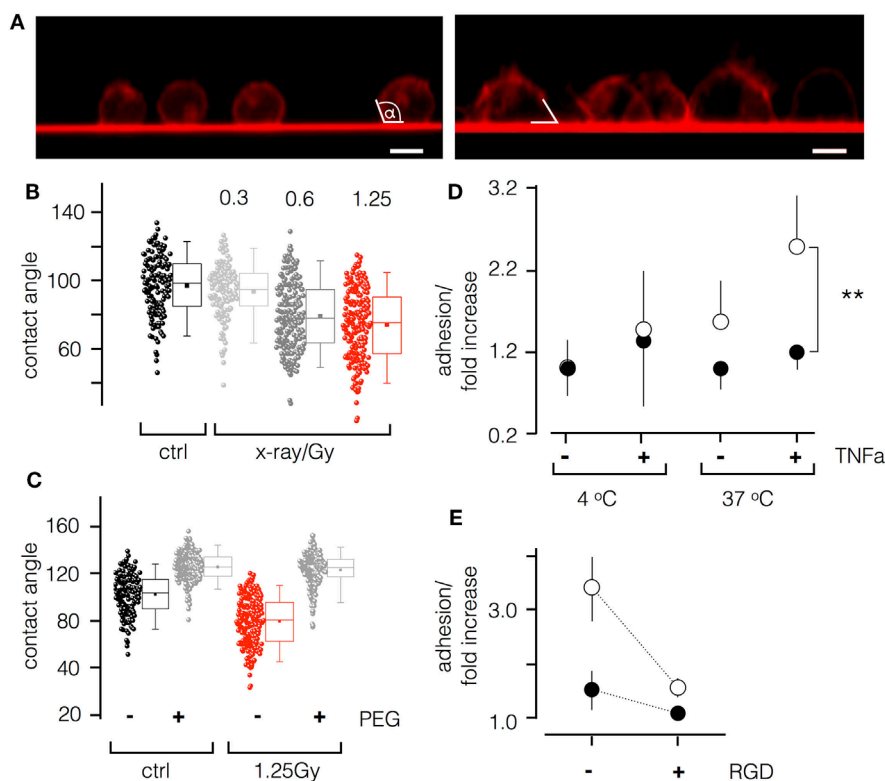 A
α
B
0.3 0.6 1.25
140
100
60
contact angle
ctrl x-ray/Gy
C
160
120
80
40
20
contact angle
- + - + PEG
ctrl 1.25Gy
D
3.2
2.2
1.2
0.2
adhesion/
fold increase
**
- + - + TNFa
4 ºC 37 ºC
E
3.0
1.0
adhesion/
fold increase
- + RGD